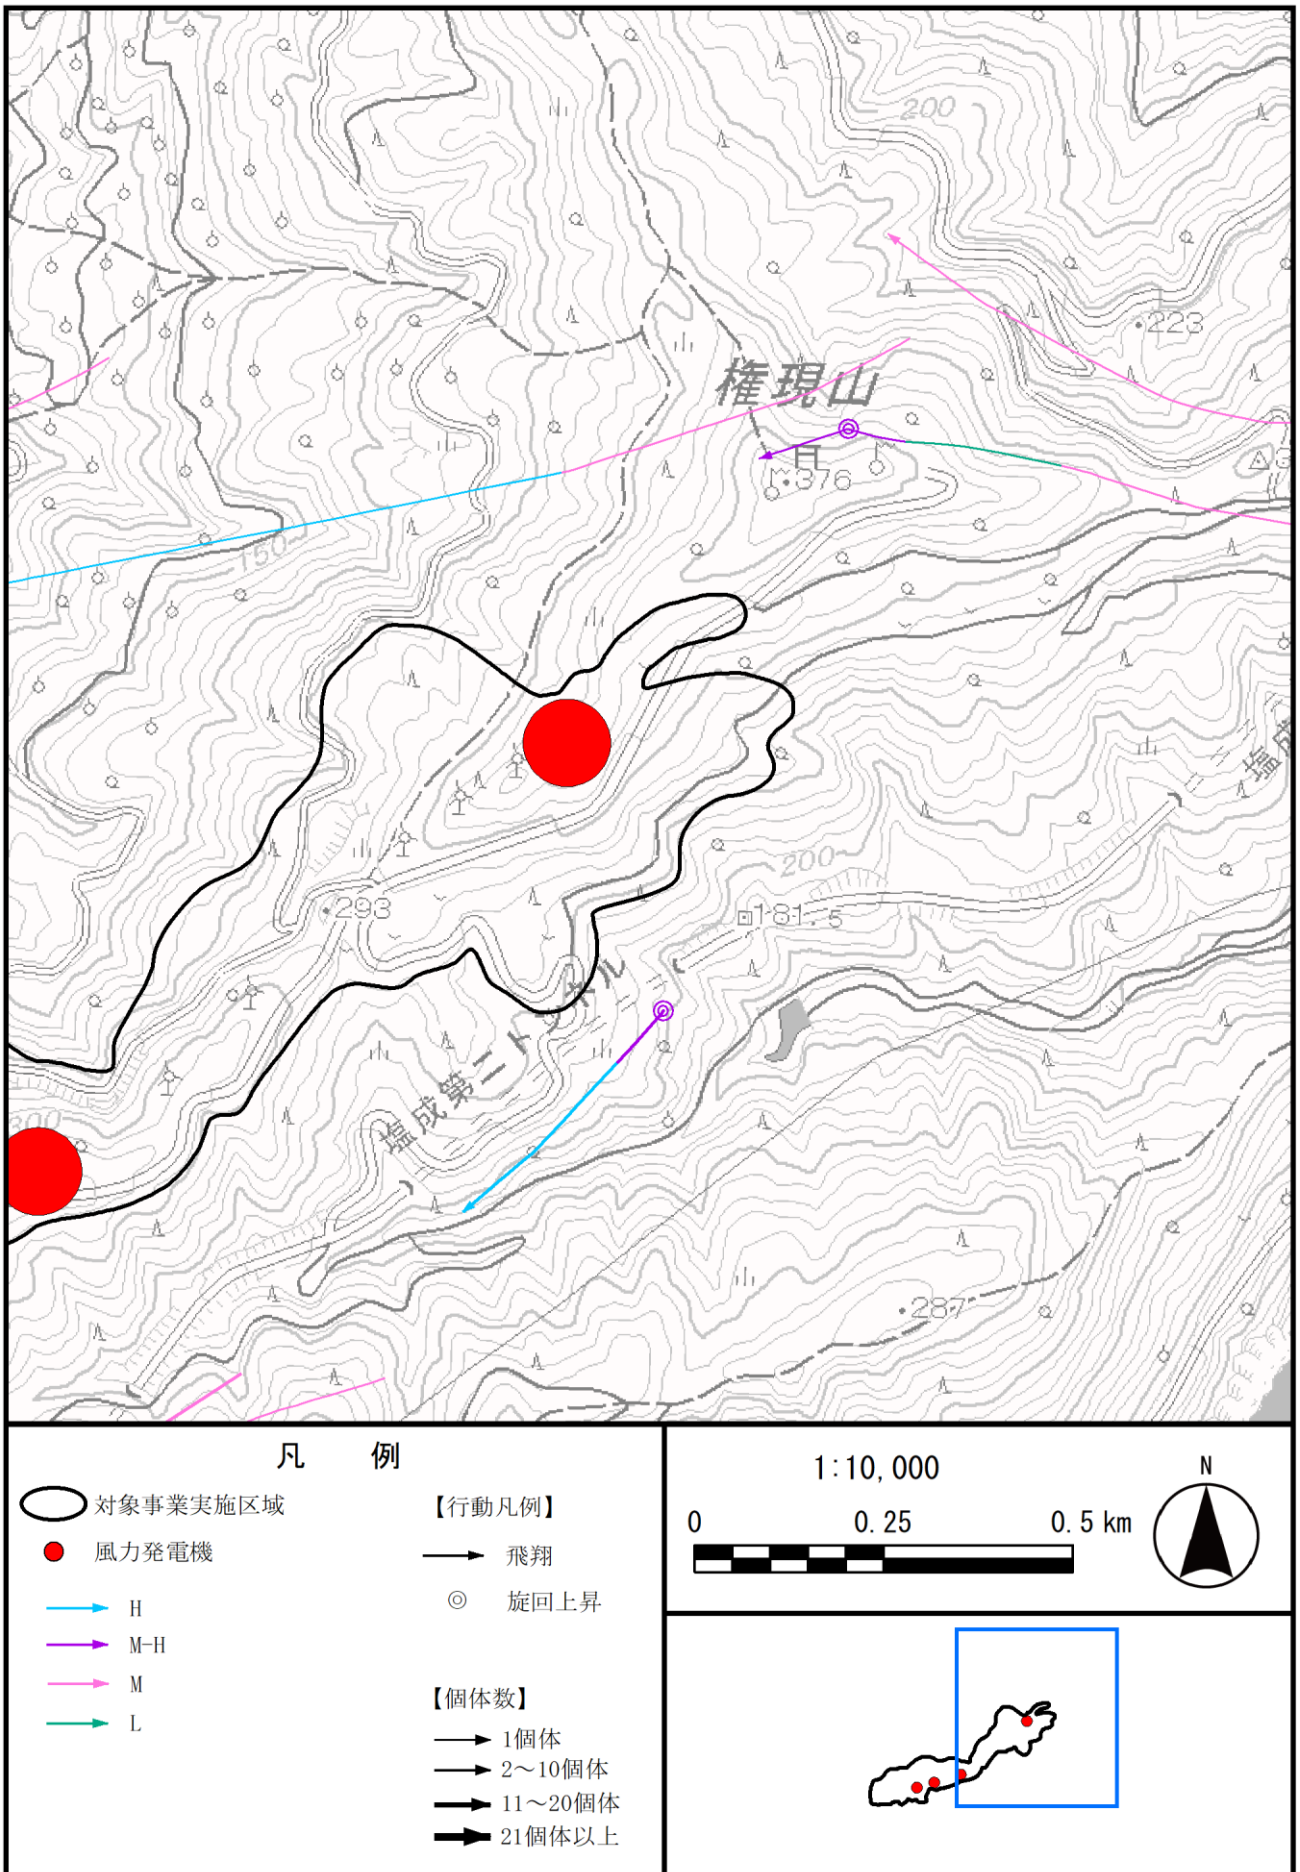 200
223
権現山
376
150
293
200
181.5
塩成
塩成第二トンネル
300
287
凡 例
対象事業実施区域
風力発電機
H
M-H
M
L
【行動凡例】
飛翔
旋回上昇
【個体数】
1個体
2～10個体
11～20個体
21個体以上
1:10,000
0 0.25 0.5 km
N